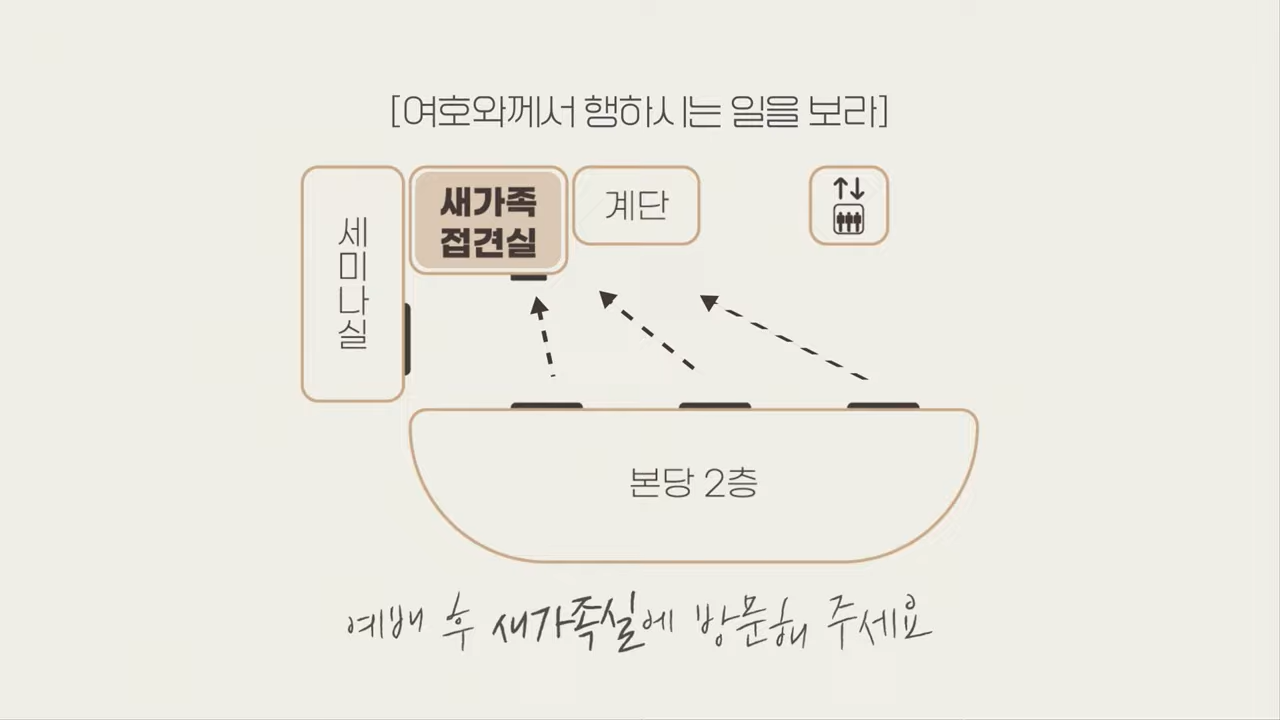 [여호와께서 행하시는 일을 보라]
세미나실
새가족
접견실
계단
본당 2층
예배 후 새가족실에 방문해 주세요